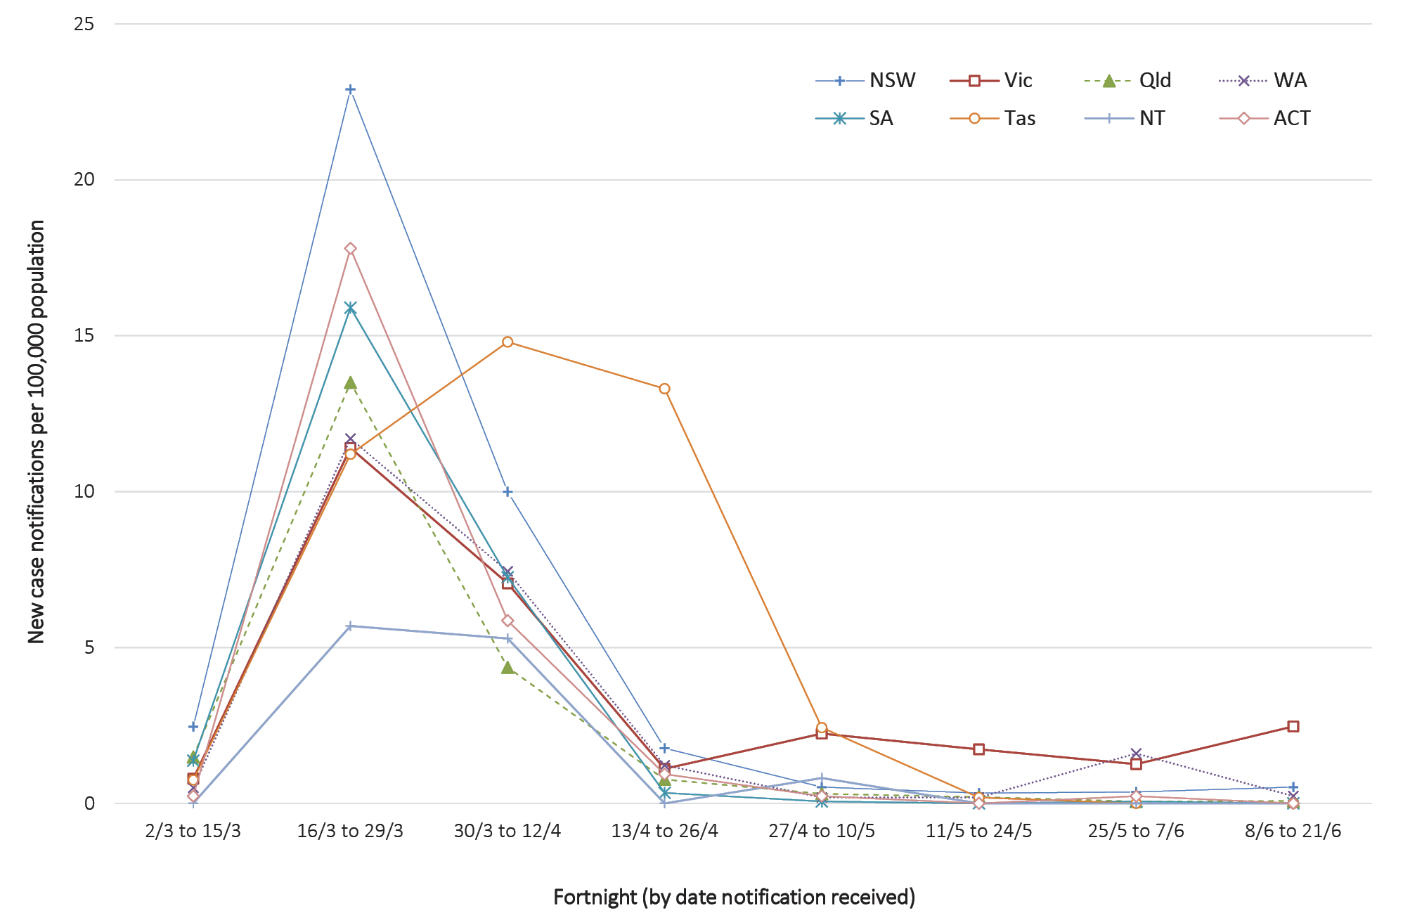 25
20
15
10
5
0
New case notifications per 100,000 population
NSW Vic Qld WA
SA Tas NT ACT
2/3 to 15/3 16/3 to 29/3 30/3 to 12/4 13/4 to 26/4 27/4 to 10/5 11/5 to 24/5 25/5 to 7/6 8/6 to 21/6
Fortnight (by date notification received)